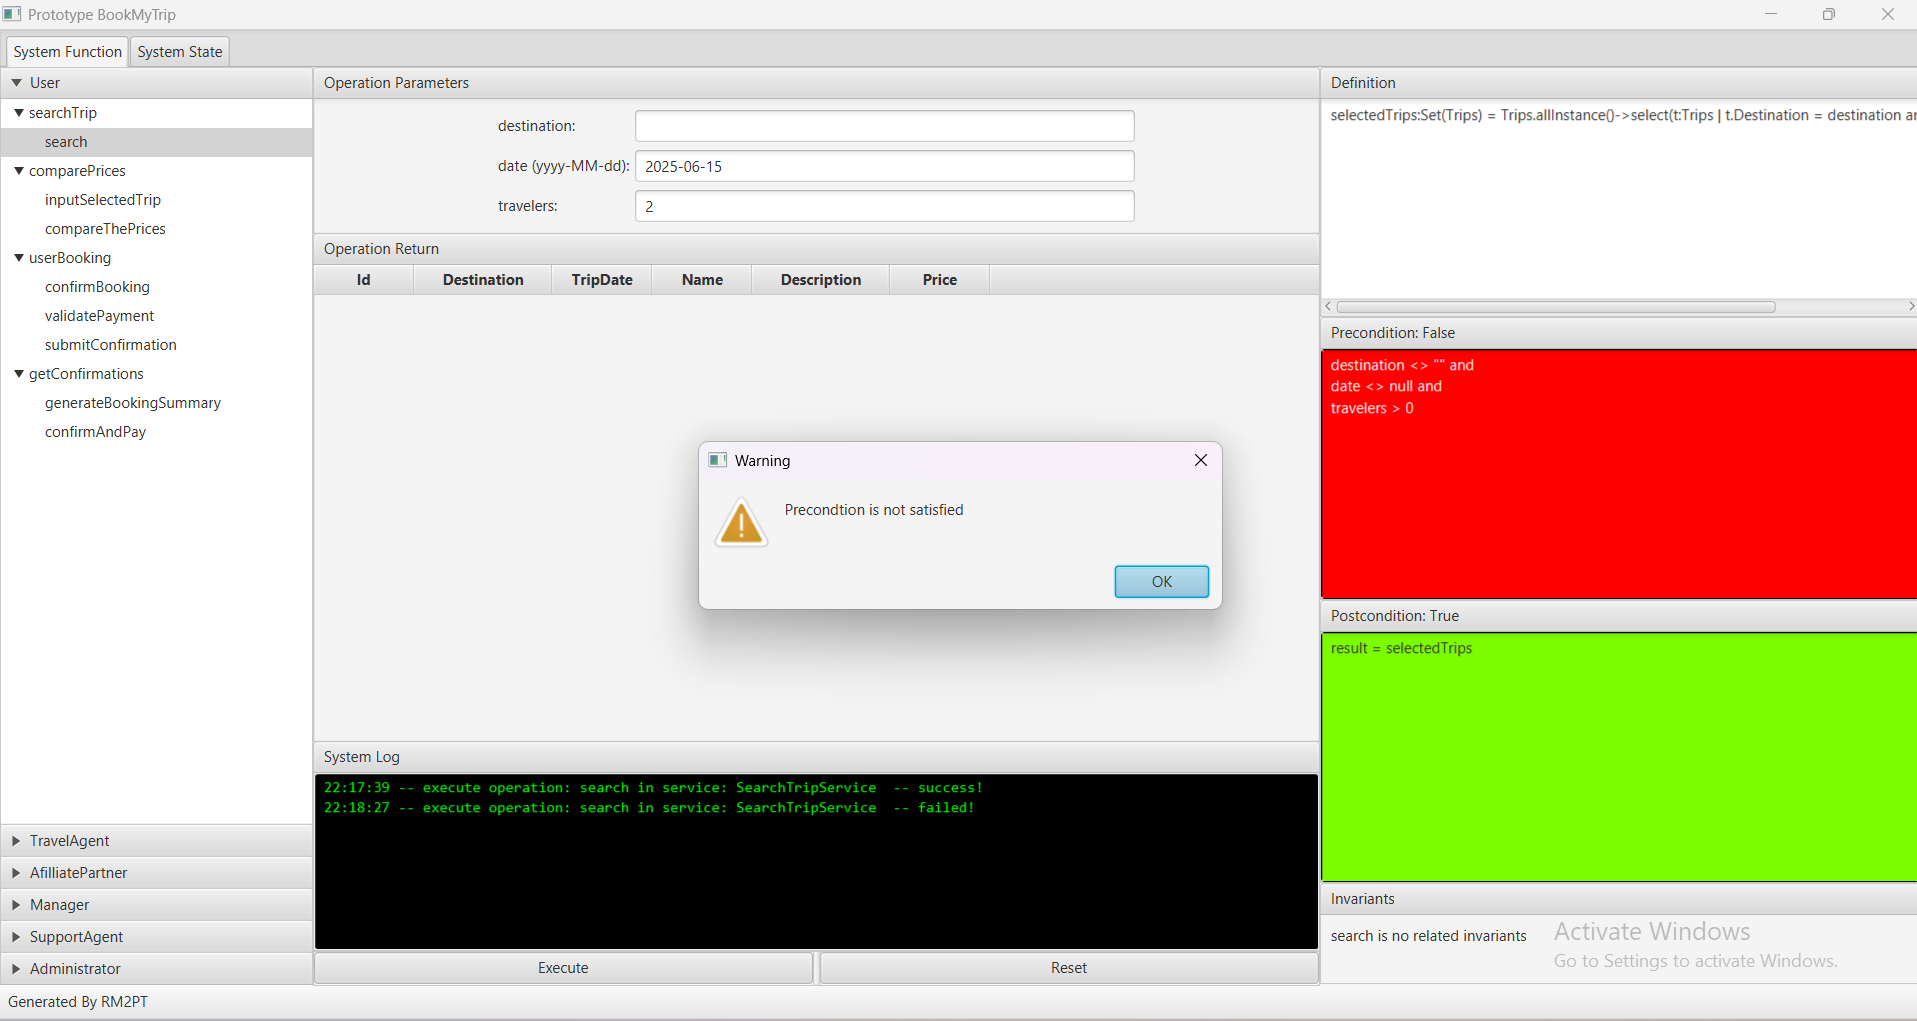 Prototype BookMyTrip
System Function
System State
User
searchTrip
search
comparePrices
inputSelectedTrip
compareThePrices
userBooking
confirmBooking
validatePayment
submitConfirmation
getConfirmations
generateBookingSummary
confirmAndPay
TravelAgent
AfilliatePartner
Manager
SupportAgent
Administrator
Operation Parameters
destination:
date (yyyy-MM-dd): 2025-06-15
travelers: 2
Operation Return
Id Destination TripDate Name Description Price
Warning
Precondtion is not satisfied
OK
System Log
22:17:39 -- execute operation: search in service: SearchTripService -- success!
22:18:27 -- execute operation: search in service: SearchTripService -- failed!
Execute
Reset
Definition
selectedTrips:Set(Trips) = Trips.allInstance()->select(t:Trips | t.Destination = destination
Precondition: False
destination <> "" and
date <> null and
travelers > 0
Postcondition: True
result = selectedTrips
Invariants
search is no related invariants
Activate Windows
Go to Settings to activate Windows.
Generated By RM2PT